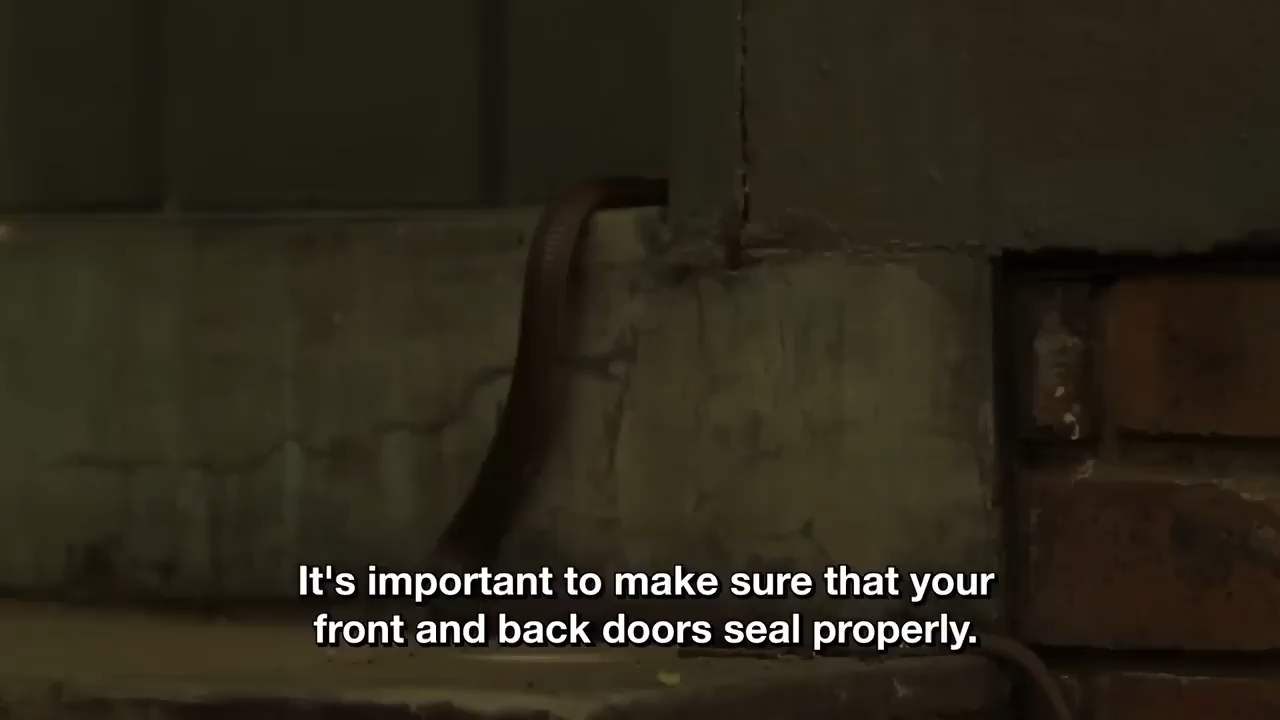 It's important to make sure that your
front and back doors seal properly.